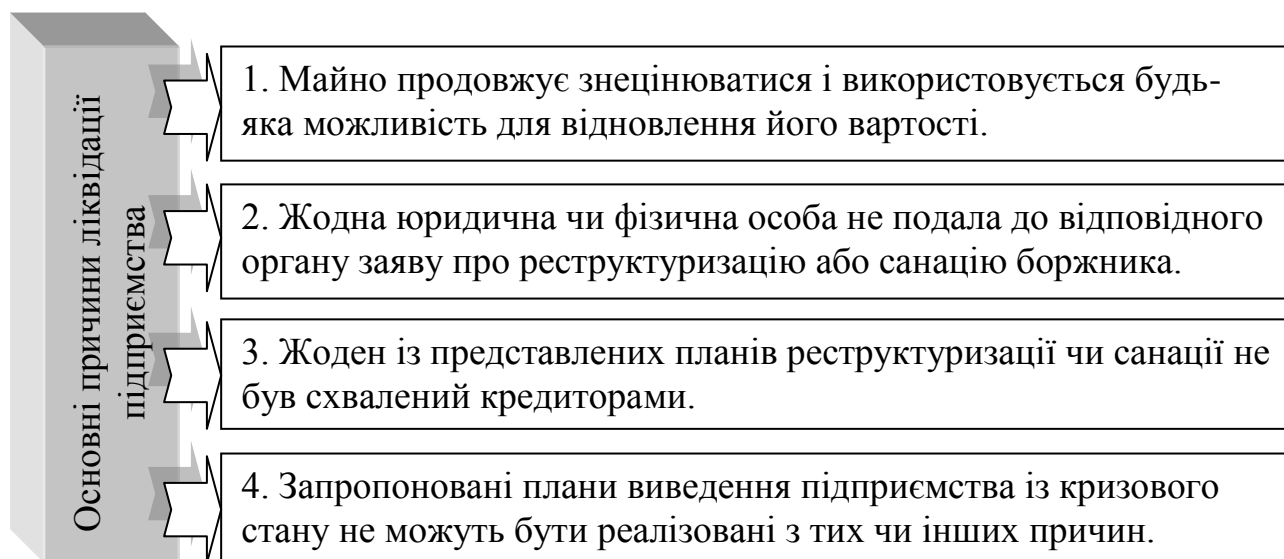 Основні причини ліквідації
підприємства
1. Майно продовжує знецінюватися і використовується будь-
яка можливість для відновлення його вартості.
2. Жодна юридична чи фізична особа не подала до відповідного
органу заяву про реструктуризацію або санацію боржника.
3. Жоден із представлених планів реструктуризації чи санації не
був схвалений кредиторами.
4. Запропоновані плани виведення підприємства із кризового
стану не можуть бути реалізовані з тих чи інших причин.